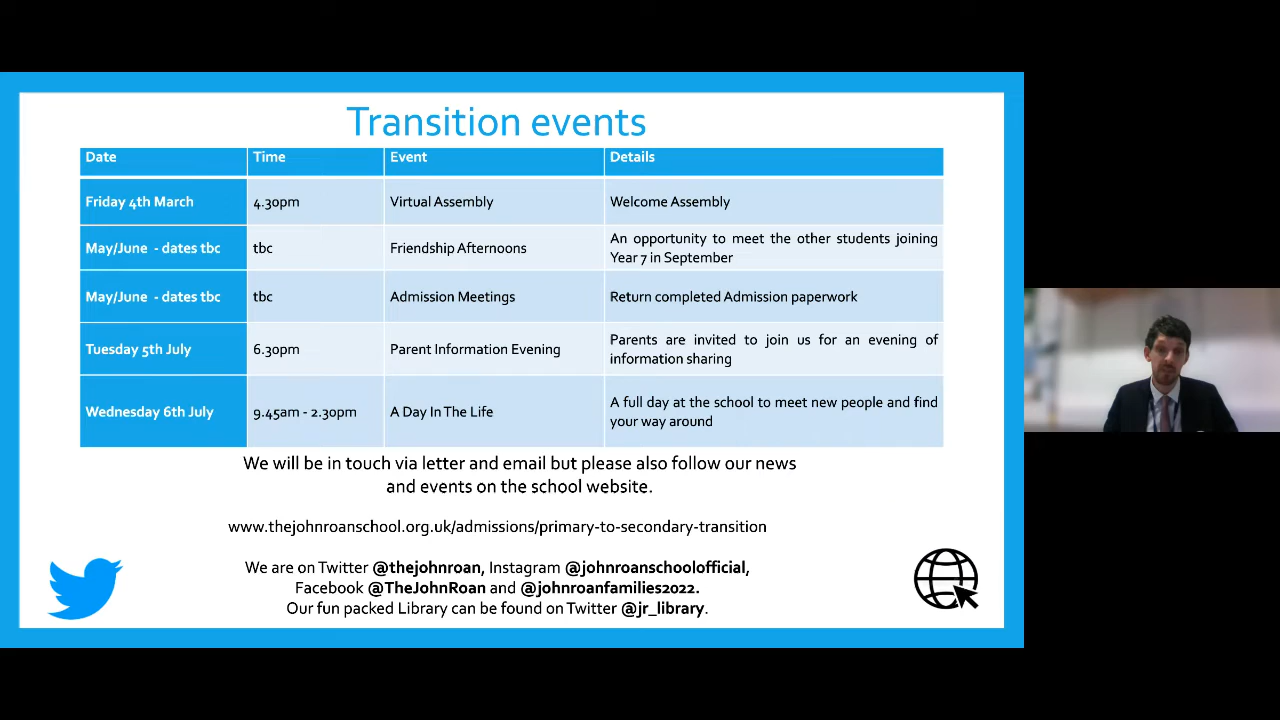 Transition events
Date Time Event Details
Friday 4th March 4.30pm Virtual Assembly Welcome Assembly
May/June - dates tbc tbc Friendship Afternoons An opportunity to meet the other students joining
Year 7 in September
May/June - dates tbc tbc Admission Meetings Return completed Admission paperwork
Tuesday 5th July 6.30pm Parent Information Evening Parents are invited to join us for an evening of
information sharing
Wednesday 6th July 9.45am - 2.30pm A Day In The Life A full day at the school to meet new people and find
your way around
We will be in touch via letter and email but please also follow our news
and events on the school website.
www.thejohnroanschool.org.uk/admissions/primary-to-secondary-transition
We are on Twitter @thejohnroan, Instagram @johnroanschoolofficial,
Facebook @TheJohnRoan and @johnroanfamilies2022.
Our fun packed Library can be found on Twitter @jr_library.